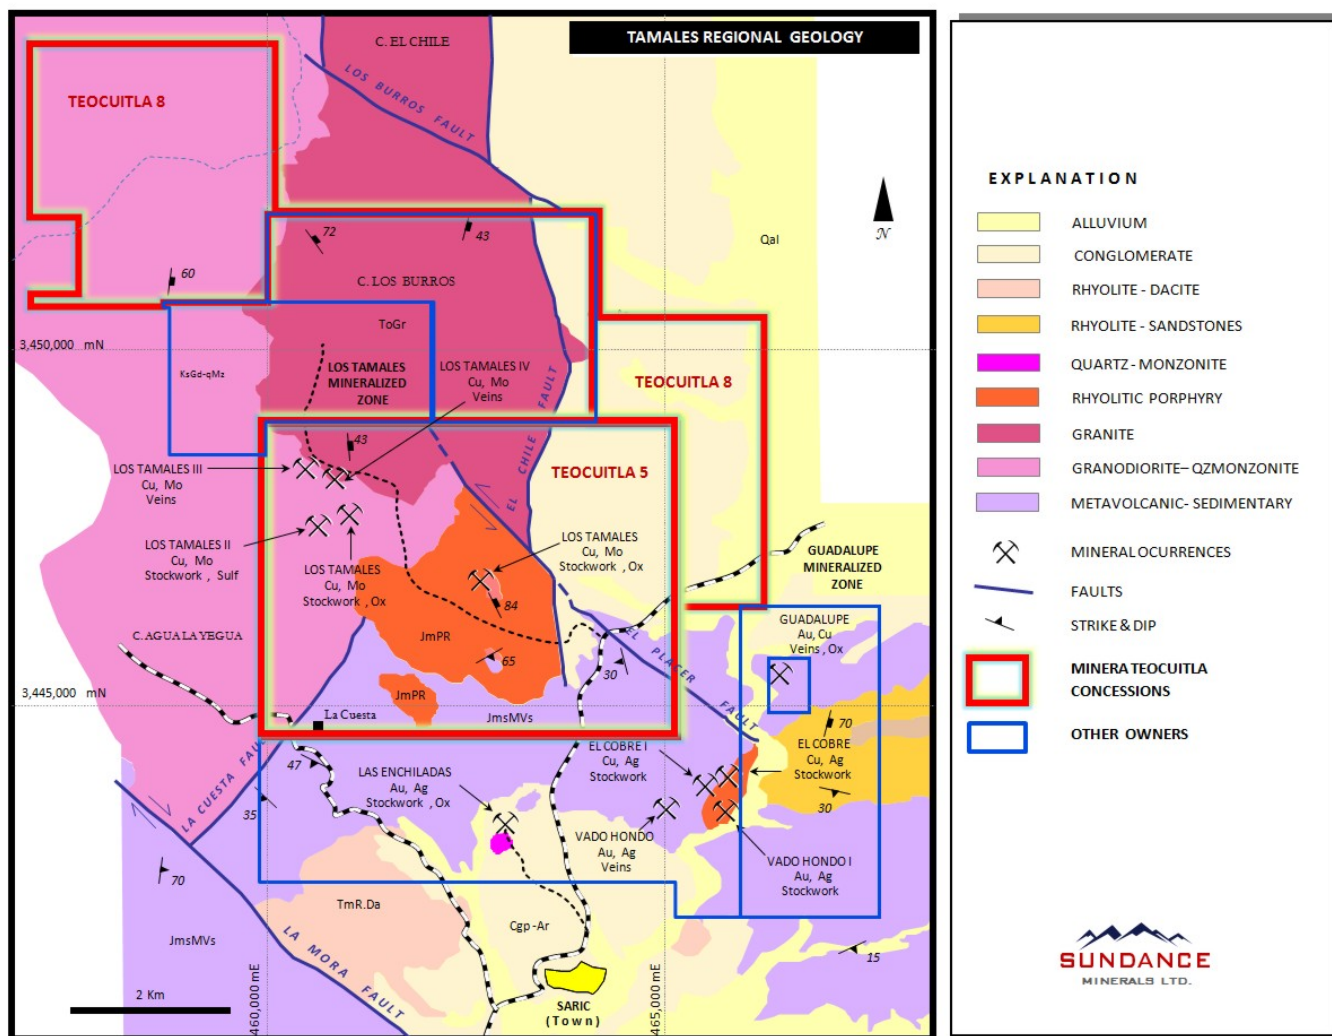 TAMALES REGIONAL GEOLOGY
C. EL CHILE
LOS BURROS FAULT
TEOCUITLA 8
N
Qal
72
43
60
C. LOS BURROS
ToGr
3,450,000 mN
KsGd-qMz
LOS TAMALES
MINERALIZED
ZONE
LOS TAMALES IV
Cu, Mo
Veins
TEOCUITLA 8
EL CHILE FAULT
43
LOS TAMALES III
Cu, Mo
Veins
TEOCUITLA 5
LOS TAMALES II
Cu, Mo
Stockwork , Sulf
LOS TAMALES
Cu, Mo
Stockwork , Ox
LOS TAMALES
Cu, Mo
Stockwork , Ox
84
GUADALUPE
MINERALIZED
ZONE
C. AGUA LA YEGUA
JmPR
65
30
EL PLACER FAULT
GUADALUPE
Au, Cu
Veins , Ox
3,445,000 mN
JmPR
JmsMVs
La Cuesta
LA CUESTA FAU
70
47
35
LAS ENCHILADAS
Au, Ag
Stockwork , Ox
EL COBRE I
Cu, Ag
Stockwork
EL COBRE
Cu, Ag
Stockwork
30
VADO HONDO
Au, Ag
Veins
VADO HONDO I
Au, Ag
Stockwork
70
TmR.Da
JmsMVs
Cgp-Ar
LA MORA FAULT
15
2 Km
460,000 mE
465,000 mE
SARIC
(Town)
EXPLANATION
ALLUVIUM
CONGLOMERATE
RHYOLITE - DACITE
RHYOLITE - SANDSTONES
QUARTZ - MONZONITE
RHYOLITIC PORPHYRY
GRANITE
GRANODIORITE– QZMONZONITE
METAVOLCANIC- SEDIMENTARY
MINERAL OCURRENCES
FAULTS
STRIKE & DIP
MINERA TEOCUITLA
CONCESSIONS
OTHER OWNERS
SUNDANCE
MINERALS LTD.